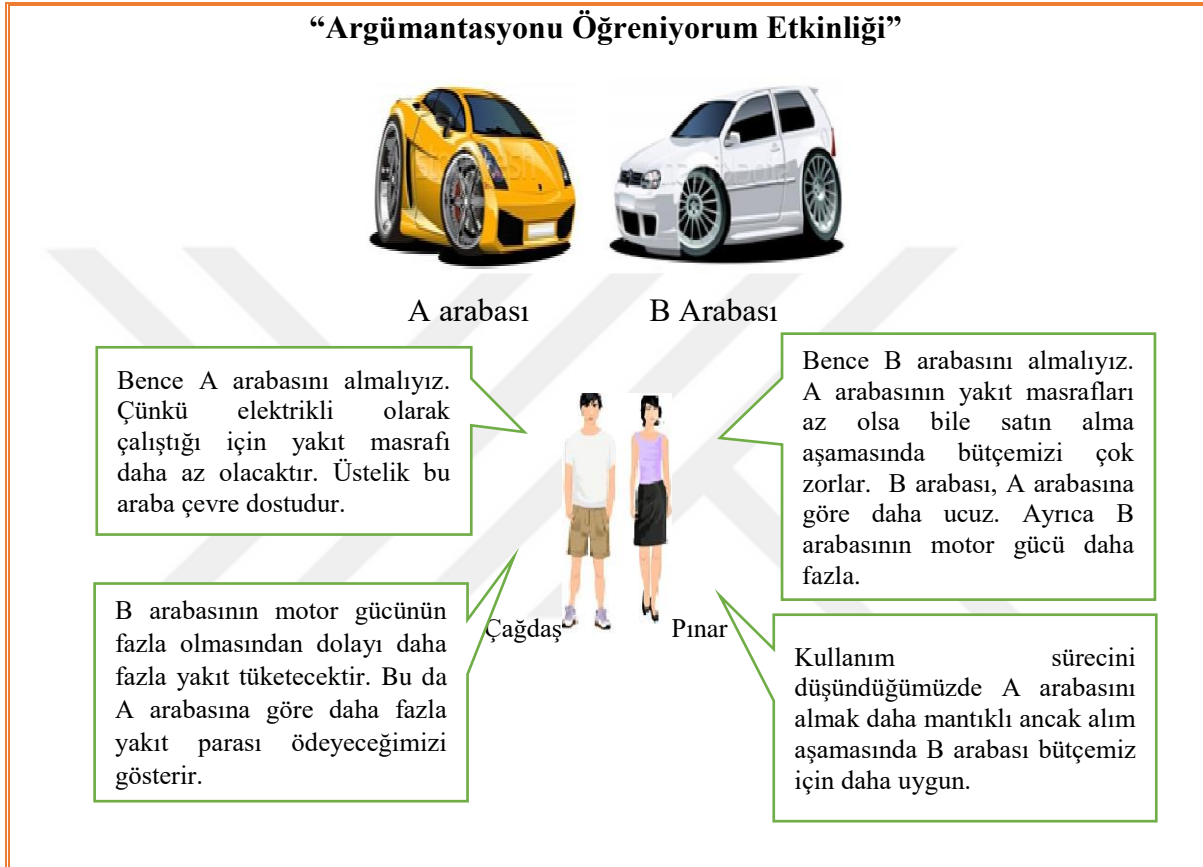 “Argümantasyonu Öğreniyorum Etkinliği”
A arabası
B Arabası
Bence A arabasını almalıyız.
Çünkü elektrikli olarak
çalıştığı için yakıt masrafı
daha az olacaktır. Üstelik bu
araba çevre dostudur.
Bence B arabasını almalıyız.
A arabasının yakıt masrafları
az olsa bile satın alma
aşamasında bütçemizi çok
zorlar. B arabası, A arabasına
göre daha ucuz. Ayrıca B
arabasının motor gücü daha
fazla.
B arabasının motor gücünün
fazla olmasından dolayı daha
fazla yakıt tüketecektir. Bu da
A arabasına göre daha fazla
yakıt parası ödeyeceğimizi
gösterir.
Çağdaş
Pınar
Kullanım sürecini
düşündüğümüzde A arabasını
almak daha mantıklı ancak alım
aşamasında B arabası bütçemiz
için daha uygun.